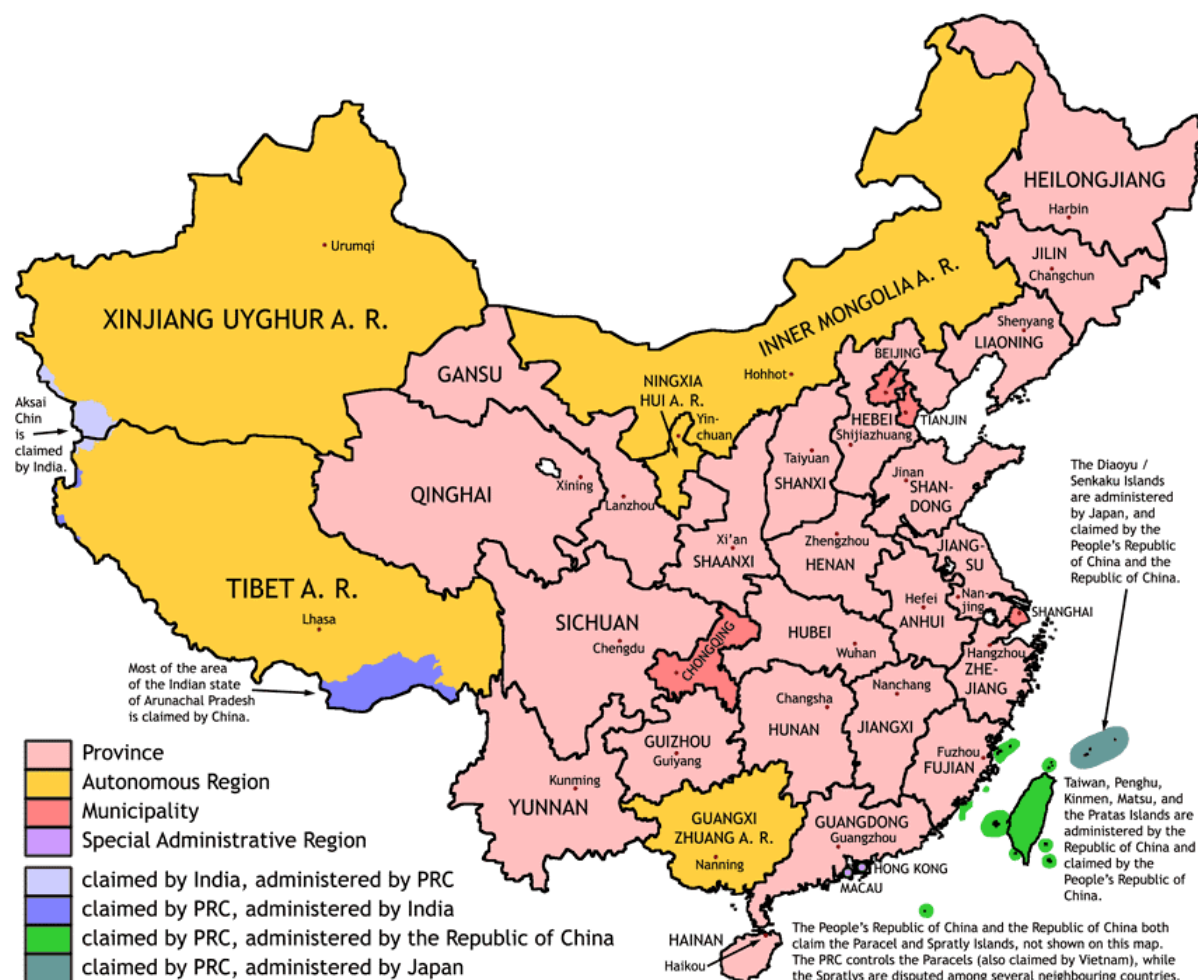 HEILONGJIANG
Harbin
JILIN
Changchun
Urumqi
XINJIANG UYGHUR A. R.
INNER MONGOLIA A. R.
Shenyang
LIAONING
BEIJING
GANSU
Hohhot
NINGXIA
HUI A. R.
Yin-
chuan
HEBEI
TIANJIN
Shijiazhuang
Aksai
Chin
is
claimed
by India.
Taiyuan
SHANXI
Jinan
SHAN-
DONG
QINGHAI
Xining
Lanzhou
The Diaoyu /
Senkaku Islands
are administered
by Japan, and
claimed by the
People's Republic
of China and the
Republic of China.
Xi'an
SHAANXI
Zhengzhou
HENAN
JIANG-
SU
TIBET A. R.
Lhasa
SICHUAN
Chengdu
CHONGQING
HUBEI
Wuhan
Hefei
ANHUI
Nan-
jing
SHANGHAI
Hangzhou
ZHE-
JIANG
Most of the area
of the Indian state
of Arunachal Pradesh
is claimed by China.
Changsha
HUNAN
Nanchang
JIANGXI
GUIZHOU
Guiyang
Fuzhou
FUJIAN
Kunming
YUNNAN
GUANGXI
ZHUANG A. R.
Nanning
GUANGDONG
Guangzhou
HONG KONG
MACAU
Taiwan, Penghu,
Kinmen, Matsu, and
the Pratas Islands are
administered by the
Republic of China and
claimed by the
People's Republic of
China.
HAINAN
Haikou
Province
Autonomous Region
Municipality
Special Administrative Region
claimed by India, administered by PRC
claimed by PRC, administered by India
claimed by PRC, administered by the Republic of China
claimed by PRC, administered by Japan
The People's Republic of China and the Republic of China both
claim the Paracel and Spratly Islands, not shown on this map.
The PRC controls the Paracels (also claimed by Vietnam), while
the Spratlys are disputed among several neighbouring countries.